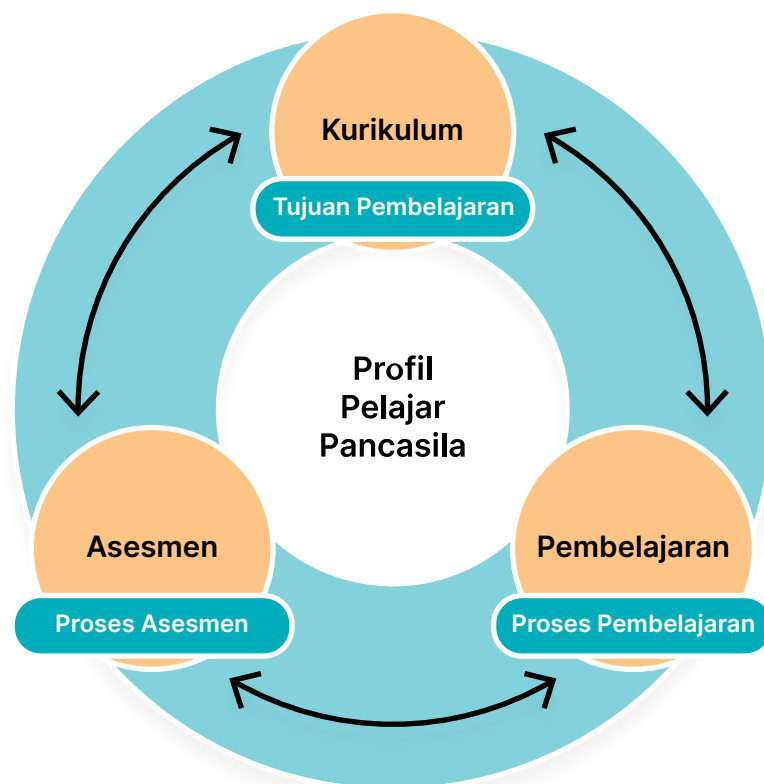 Kurikulum
Tujuan Pembelajaran
Profil
Pelajar
Pancasila
Asesmen
Proses Asesmen
Pembelajaran
Proses Pembelajaran